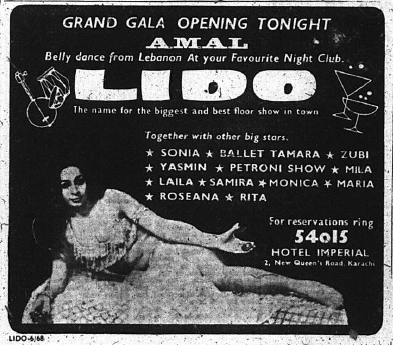 GRAND GALA OPENING TONIGHT
AMAL
Belly dance from Lebanon At your Favourite Night Club.
LIDO
The name for the biggest and best floor show in town
Together with other big stars.
★ SONIA ★ BALLET TAMARA ★ ZUBI
★ YASMIN ★ PETRONI SHOW ★ MILA
★ LAILA ★ SAMIRA ★ MONICA ★ MARIA
★ ROSEANA ★ RITA
For reservations ring
54015
HOTEL IMPERIAL
2, New Queen's Road, Karachi
LIDO-6/68